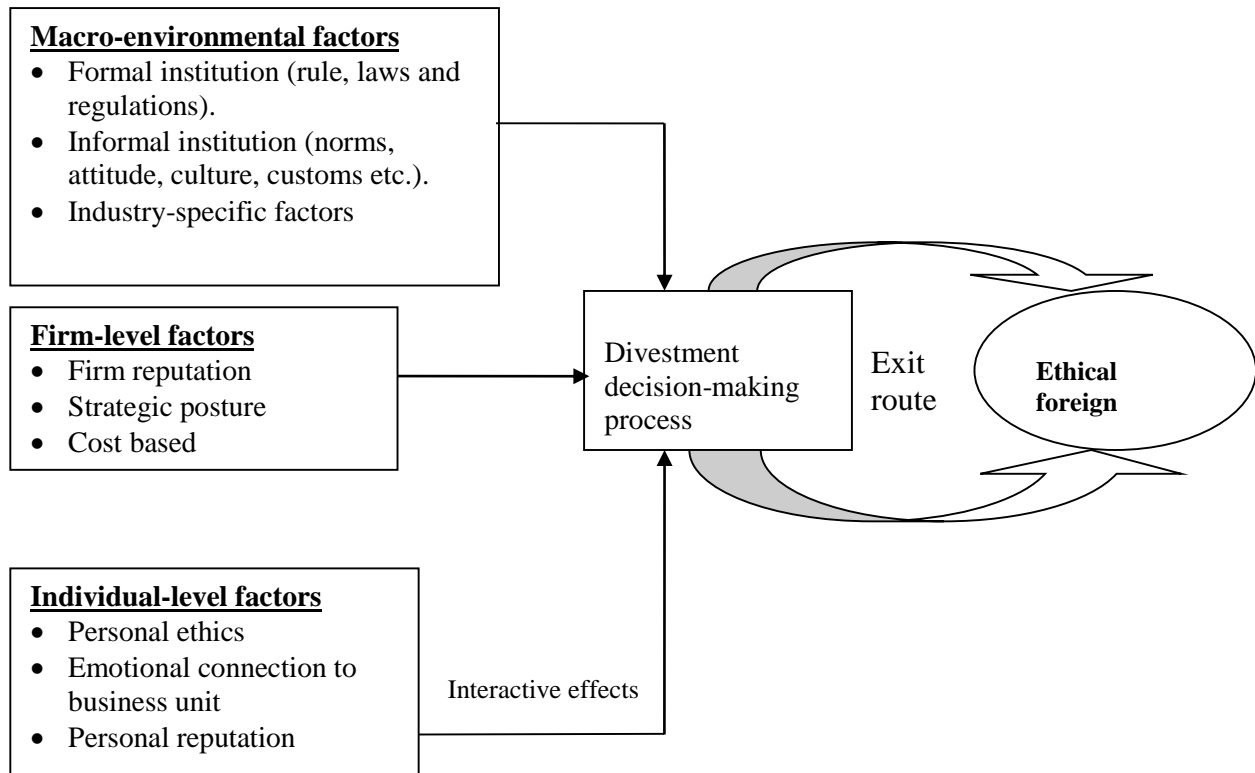 Macro-environmental factors
• Formal institution (rule, laws and
regulations).
• Informal institution (norms,
attitude, culture, customs etc.).
• Industry-specific factors
Firm-level factors
• Firm reputation
• Strategic posture
• Cost based
Divestment
decision-making
process
Exit
route
Ethical
foreign
Individual-level factors
• Personal ethics
• Emotional connection to
business unit
• Personal reputation
Interactive effects